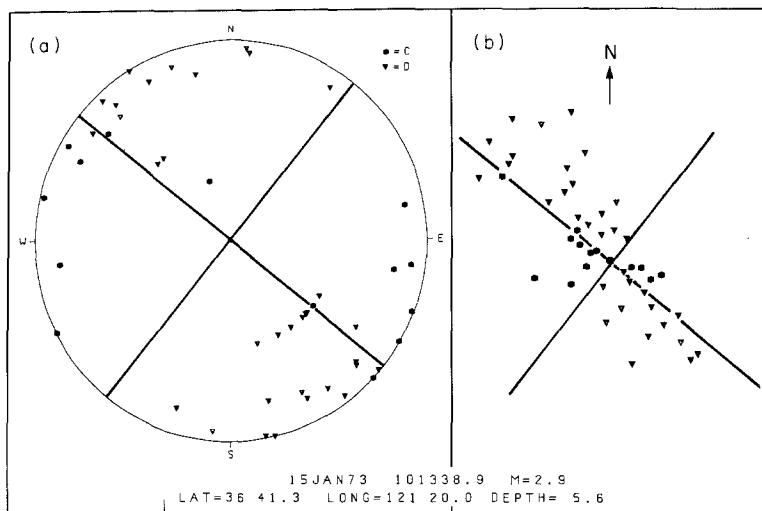 (a)
N
• = C
▼ = D
W
E
S
(b)
N
15JAN73 101338.9 M=2.9
LAT=36 41.3 LONG=121 20.0 DEPTH= 5.6